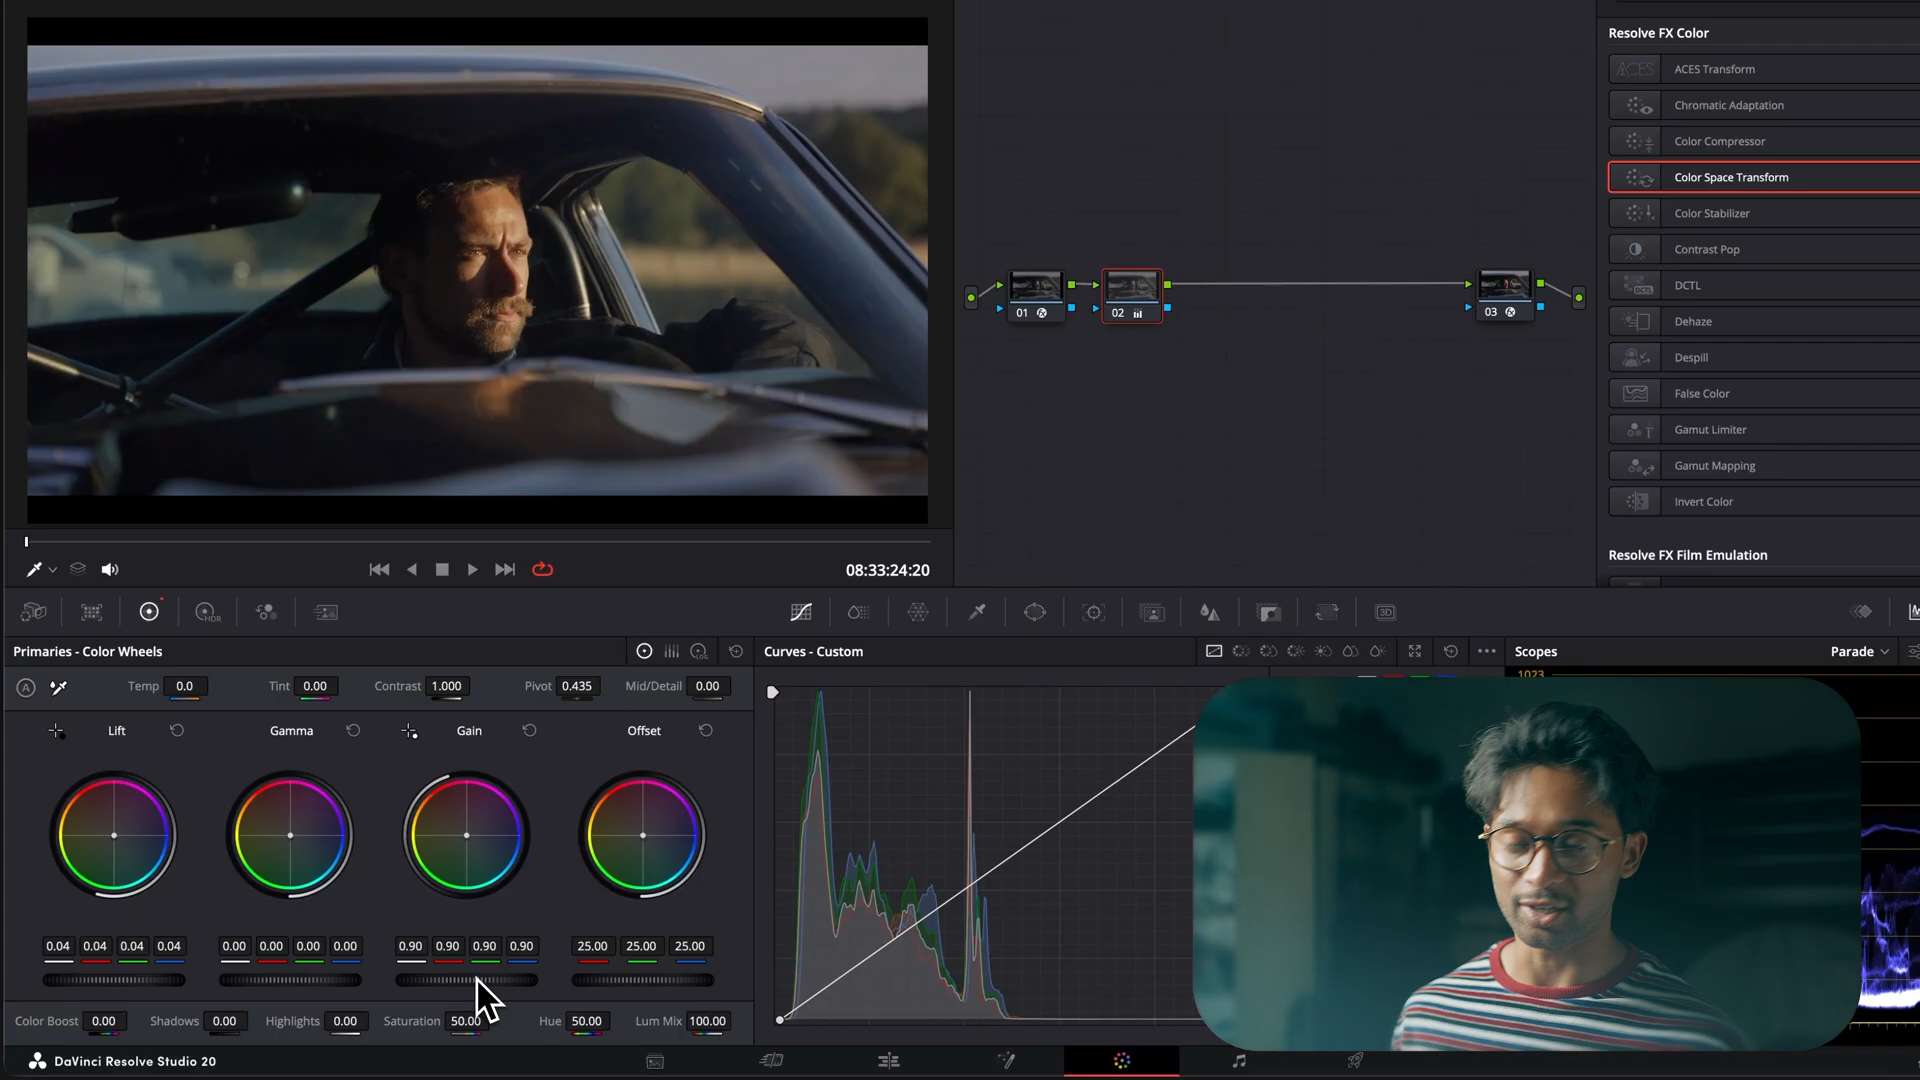 Resolve FX Color
ACES
ACES Transform
Chromatic Adaptation
Color Compressor
Color Space Transform
Color Stabilizer
Contrast Pop
DCTL
DCTL
Dehaze
Despill
False Color
Gamut Limiter
Gamut Mapping
Invert Color
Resolve FX Film Emulation
01
02
03
08:33:24:20
HDR
3D
Primaries - Color Wheels
LOG
Curves - Custom
Scopes
Parade
A
Temp 0.0
Tint 0.00
Contrast 1.000
Pivot 0.435
Mid/Detail 0.00
Lift
Gamma
Gain
Offset
0.04 0.04 0.04 0.04
0.00 0.00 0.00 0.00
0.90 0.90 0.90 0.90
25.00 25.00 25.00
Color Boost 0.00
Shadows 0.00
Highlights 0.00
Saturation 50.00
Hue 50.00
Lum Mix 100.00
1023
DaVinci Resolve Studio 20